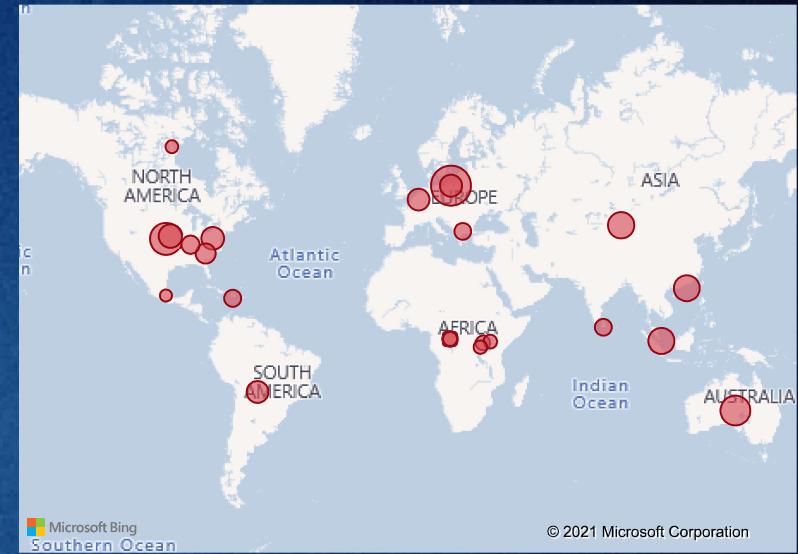 n
NORTH
AMERICA
EUROPE
ASIA
ic
n
Atlantic
Ocean
AFRICA
SOUTH
AMERICA
Indian
Ocean
AUSTRALIA
Microsoft Bing
© 2021 Microsoft Corporation
Southern Ocean